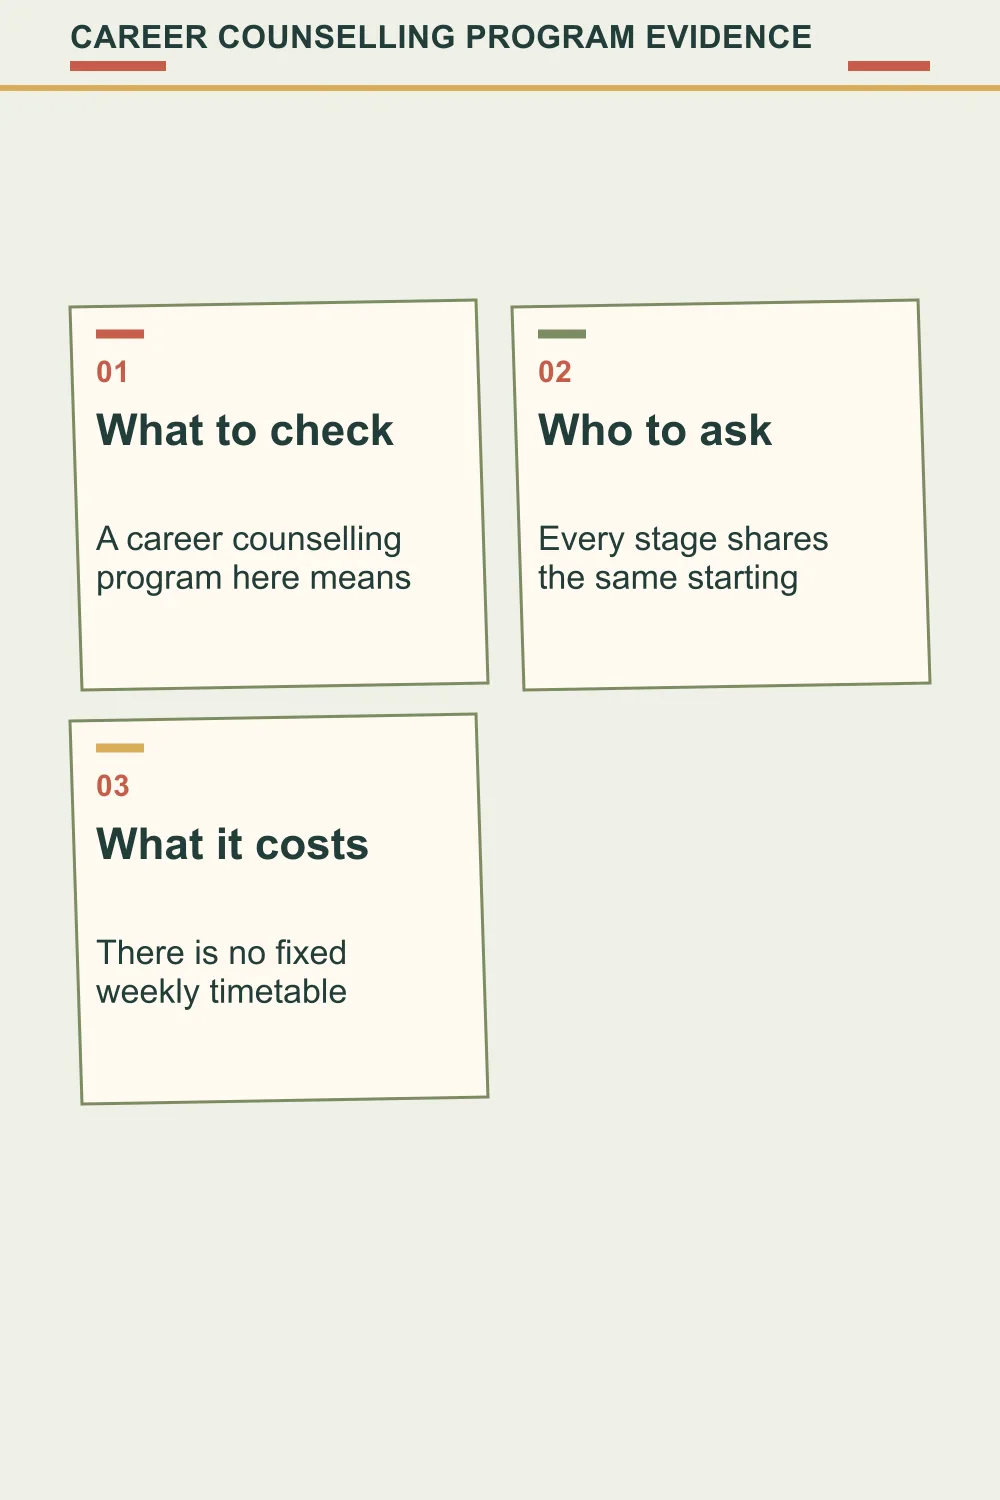 CAREER COUNSELLING PROGRAM EVIDENCE
01
What to check
A career counselling
program here means
02
Who to ask
Every stage shares
the same starting
03
What it costs
There is no fixed
weekly timetable